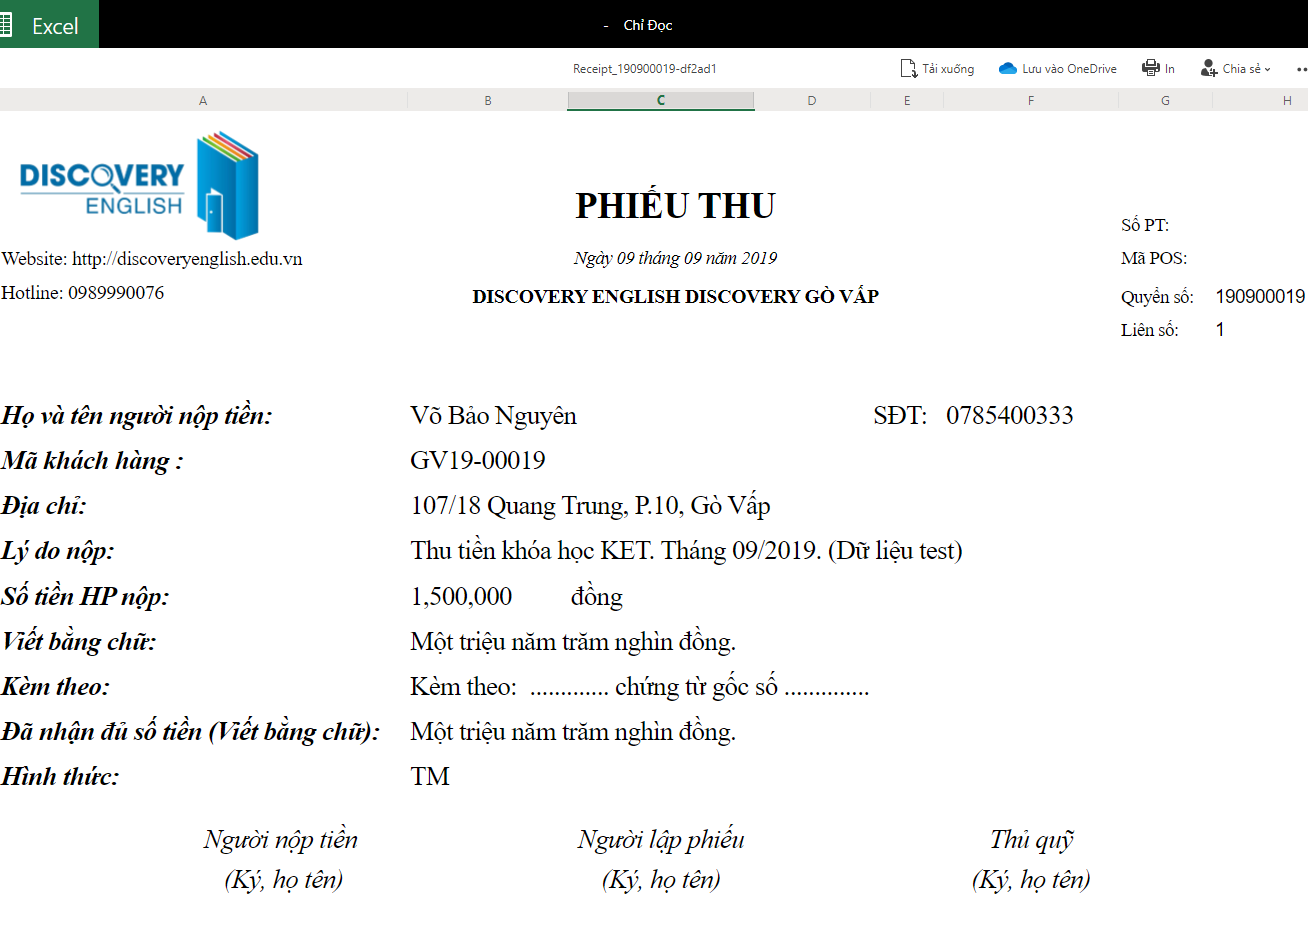 Excel
- Chỉ Đọc
Receipt_190900019-df2ad1
Tải xuống
Lưu vào OneDrive
In
Chia sẻ
A B C D E F G H
DISCOVERY
ENGLISH
PHIẾU THU
Số PT:
Website: http://discoveryenglish.edu.vn
Ngày 09 tháng 09 năm 2019
Mã POS:
Hotline: 0989990076
DISCOVERY ENGLISH DISCOVERY GÒ VẤP
Quyển số: 190900019
Liên số: 1
Họ và tên người nộp tiền: Võ Bảo Nguyên SĐT: 0785400333
Mã khách hàng : GV19-00019
Địa chỉ: 107/18 Quang Trung, P.10, Gò Vấp
Lý do nộp: Thu tiền khóa học KET. Tháng 09/2019. (Dữ liệu test)
Số tiền HP nộp: 1,500,000 đồng
Viết bằng chữ: Một triệu năm trăm nghìn đồng.
Kèm theo: Kèm theo: ............. chứng từ gốc số ..............
Đã nhận đủ số tiền (Viết bằng chữ): Một triệu năm trăm nghìn đồng.
Hình thức: TM
Người nộp tiền Người lập phiếu Thủ quỹ
(Ký, họ tên) (Ký, họ tên) (Ký, họ tên)